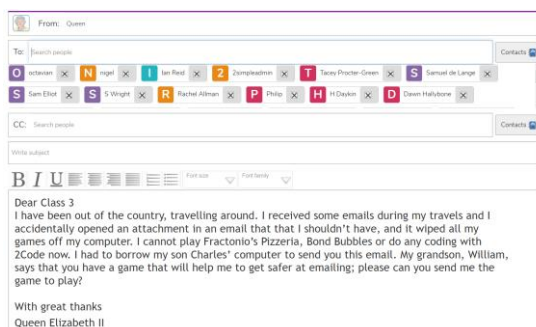 From: Queen
To: Search people Contacts
O octavian x N nigel x I Ian Reid x 2 2simpleadmin x T Tacey Procter-Green x S Samuel de Lange x
S Sam Elliot x S S Wright x R Rachel Allman x P Philip x H H Daykin x D Dawn Hallybone x
CC: Search people Contacts
Write subject
B I U Font size Font family
Dear Class 3
I have been out of the country, travelling around. I received some emails during my travels and I
accidentally opened an attachment in an email that that I shouldn't have, and it wiped all my
games off my computer. I cannot play Fractonio's Pizzeria, Bond Bubbles or do any coding with
2Code now. I had to borrow my son Charles' computer to send you this email. My grandson, William,
says that you have a game that will help me to get safer at emailing; please can you send me the
game to play?
With great thanks
Queen Elizabeth II